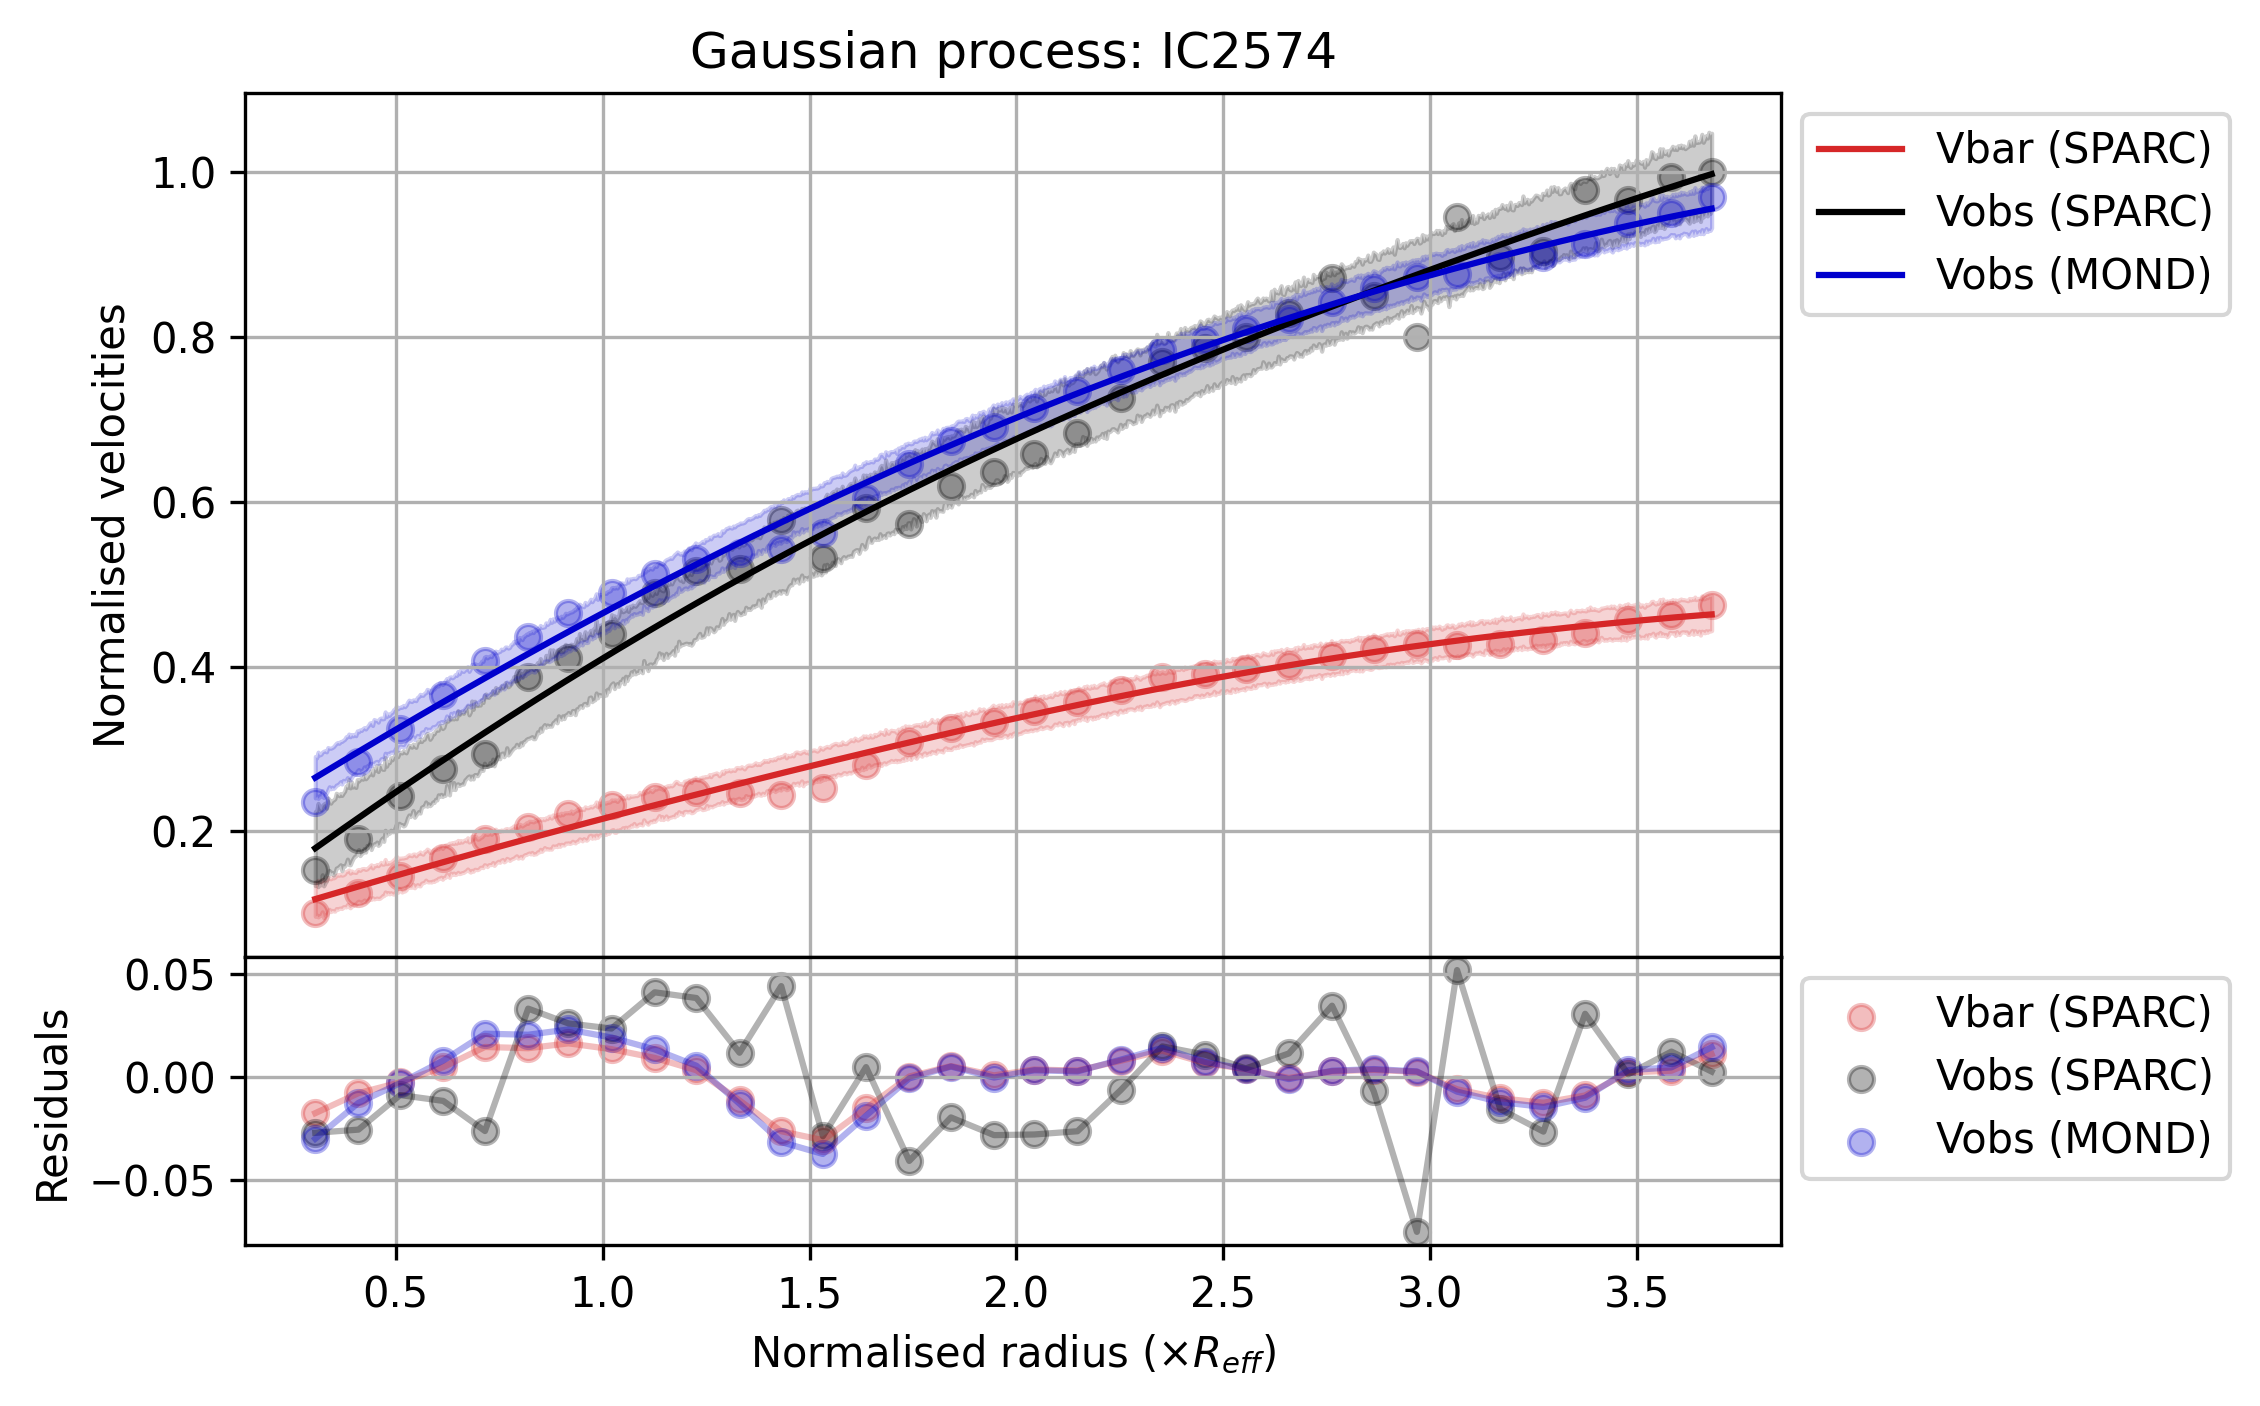 Gaussian process: IC2574
Normalised velocities
1.0
0.8
0.6
0.4
0.2
Vbar (SPARC)
Vobs (SPARC)
Vobs (MOND)
Residuals
0.05
0.00
−0.05
Vbar (SPARC)
Vobs (SPARC)
Vobs (MOND)
0.5 1.0 1.5 2.0 2.5 3.0 3.5
Normalised radius (×R_eff)